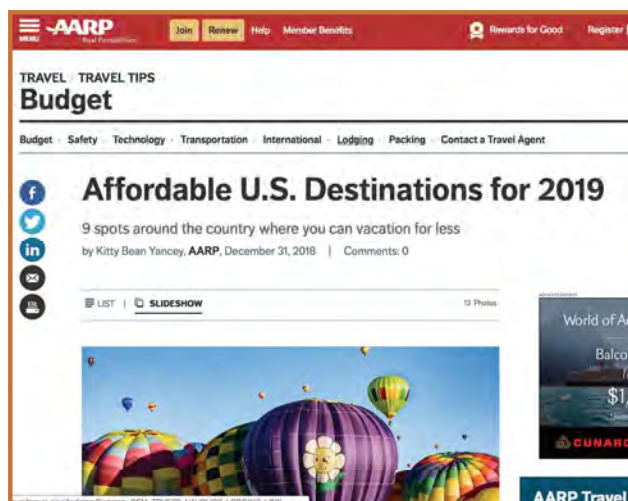 MENU AARP Join Renew Help Member Benefits Rewards for Good Register
Real Possibilities
TRAVEL TRAVEL TIPS
Budget
Budget Safety Technology Transportation International Lodging Packing Contact a Travel Agent
Affordable U.S. Destinations for 2019
9 spots around the country where you can vacation for less
by Kitty Bean Yancey, AARP, December 31, 2018 | Comments: 0
LIST | SLIDESHOW 12 Photos
ADVERTISEMENT
World of
Balco
$1,
CUNARD
AARP Travel